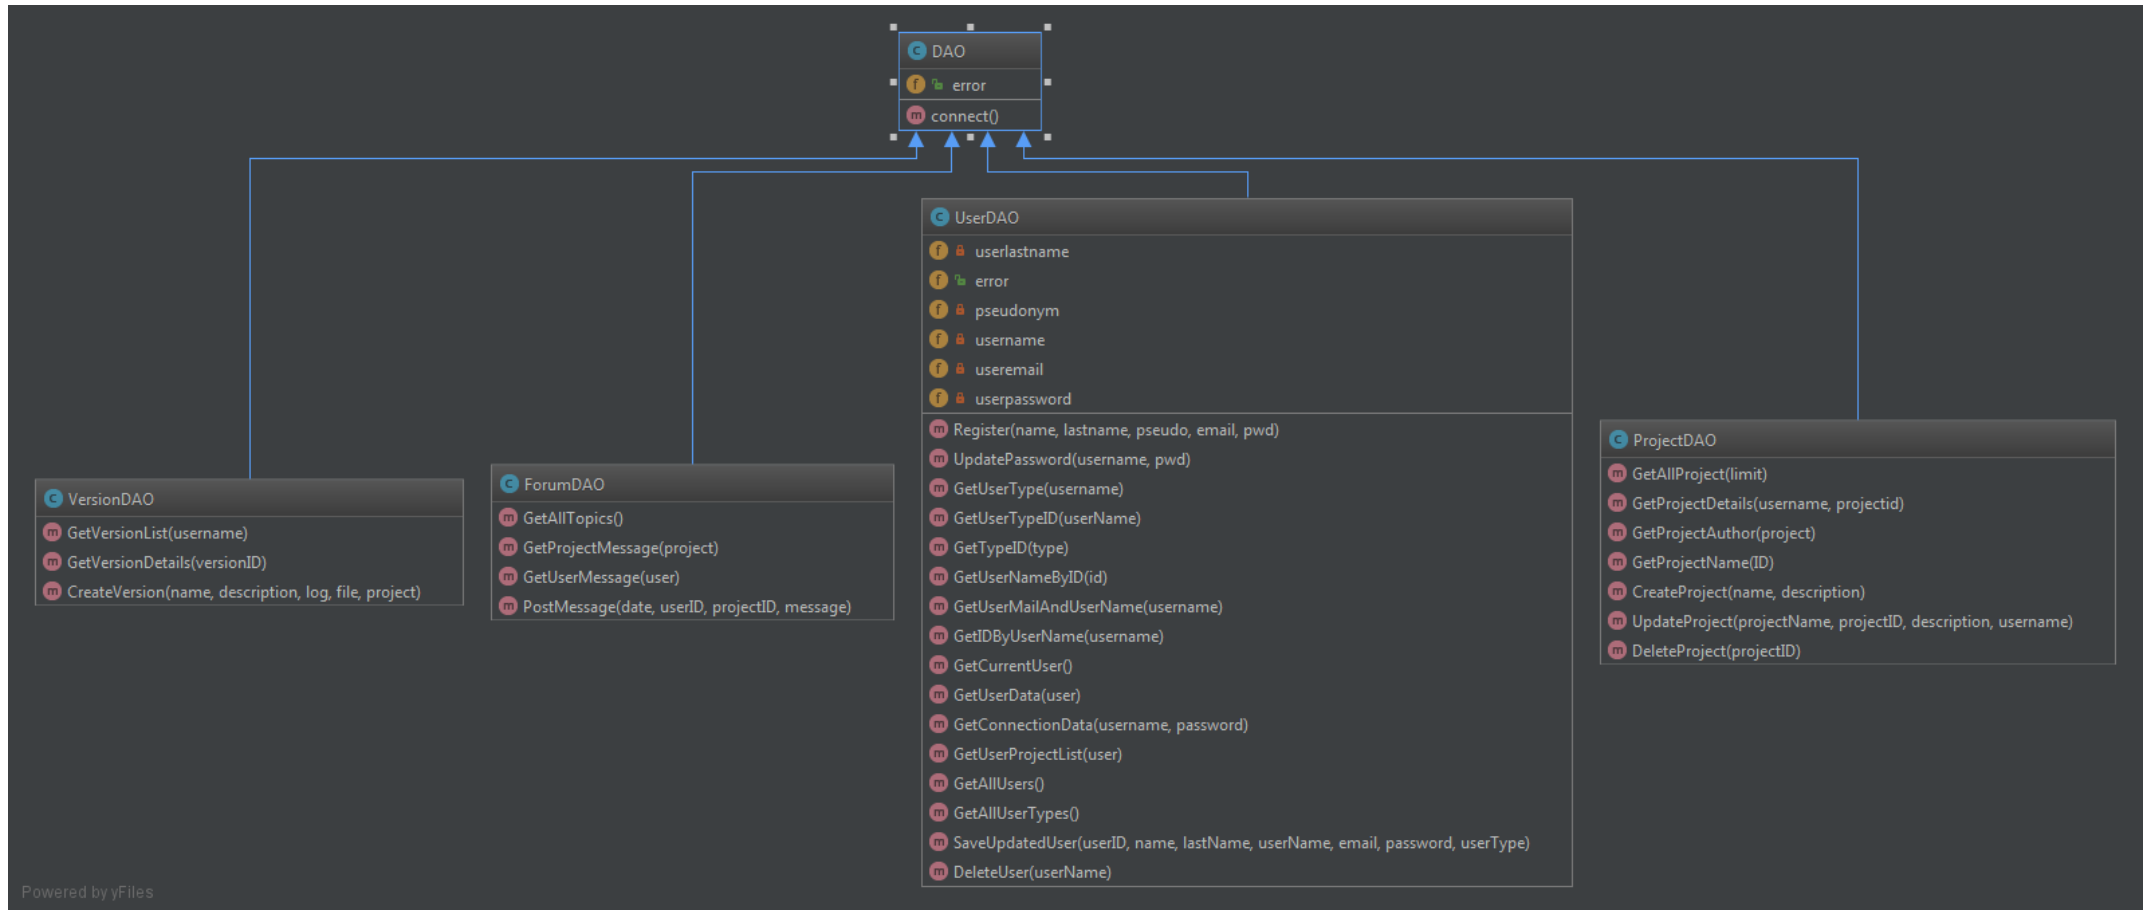 DAO
error
connect()
UserDAO
userlastname
error
pseudonym
username
useremail
userpassword
Register(name, lastname, pseudo, email, pwd)
UpdatePassword(username, pwd)
GetUserType(username)
GetUserTypeID(userName)
GetTypeID(type)
GetUserNameByID(id)
GetUserMailAndUserName(username)
GetIDByUserName(username)
GetCurrentUser()
GetUserData(user)
GetConnectionData(username, password)
GetUserProjectList(user)
GetAllUsers()
GetAllUserTypes()
SaveUpdatedUser(userID, name, lastName, userName, email, password, userType)
DeleteUser(userName)
ProjectDAO
GetAllProject(limit)
GetProjectDetails(username, projectid)
GetProjectAuthor(project)
GetProjectName(ID)
CreateProject(name, description)
UpdateProject(projectName, projectID, description, username)
DeleteProject(projectID)
ForumDAO
GetAllTopics()
GetProjectMessage(project)
GetUserMessage(user)
PostMessage(date, userID, projectID, message)
VersionDAO
GetVersionList(username)
GetVersionDetails(versionID)
CreateVersion(name, description, log, file, project)
Powered by yFiles